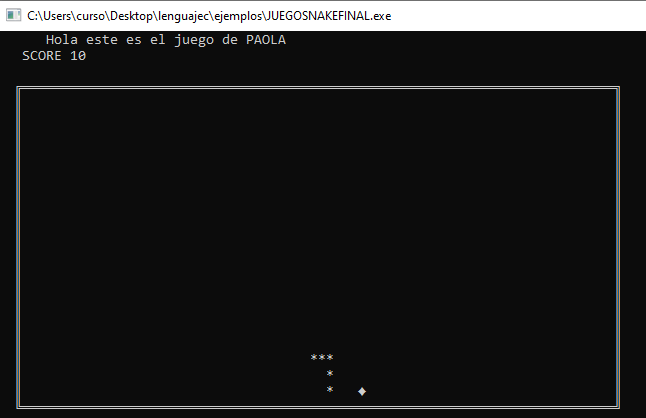 C:\Users\curso\Desktop\lenguajec\ejemplos\JUEGOSNAKEFINAL.exe
Hola este es el juego de PAOLA
SCORE 10
***
*
* ♦